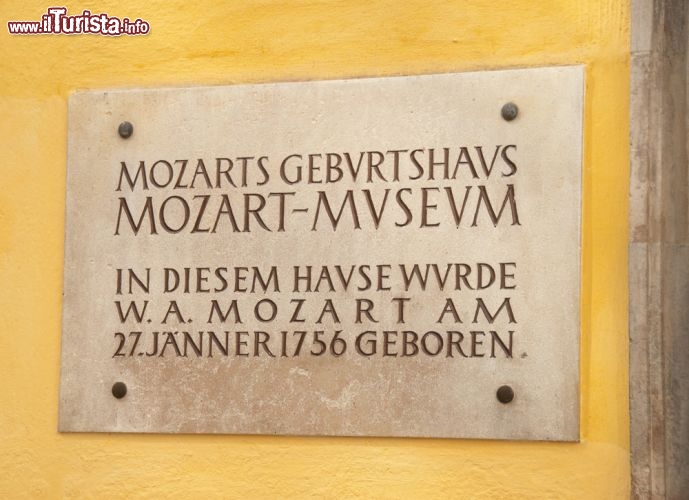 www.ilTurista.info
MOZARTS GEBVRTSHAVS
MOZART-MVSEVM
IN DIESEM HAVSE WVRDE
W. A. MOZART AM
27. JÄNNER 1756 GEBOREN.